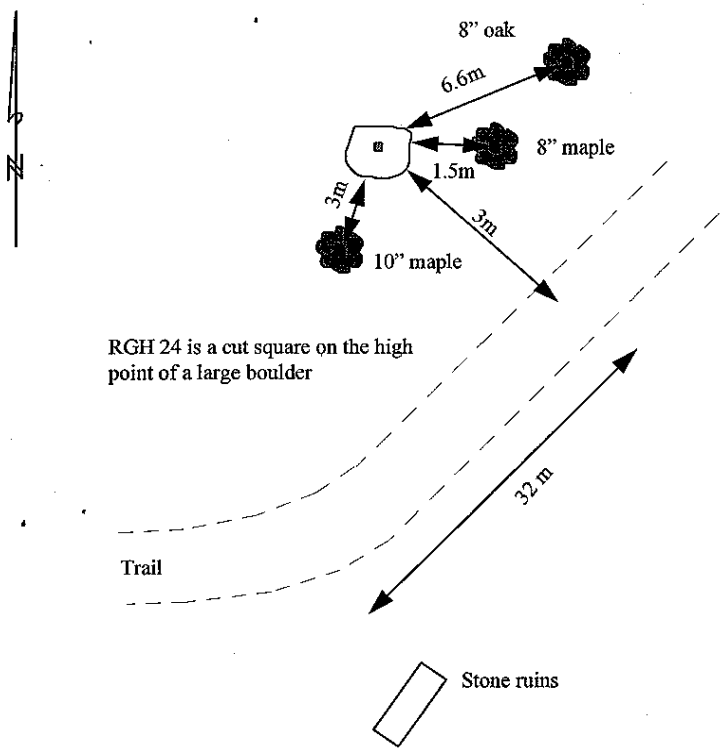 8” oak
6.6m
N
8” maple
1.5m
3m
3m
10” maple
RGH 24 is a cut square on the high
point of a large boulder
32 m
Trail
Stone ruins